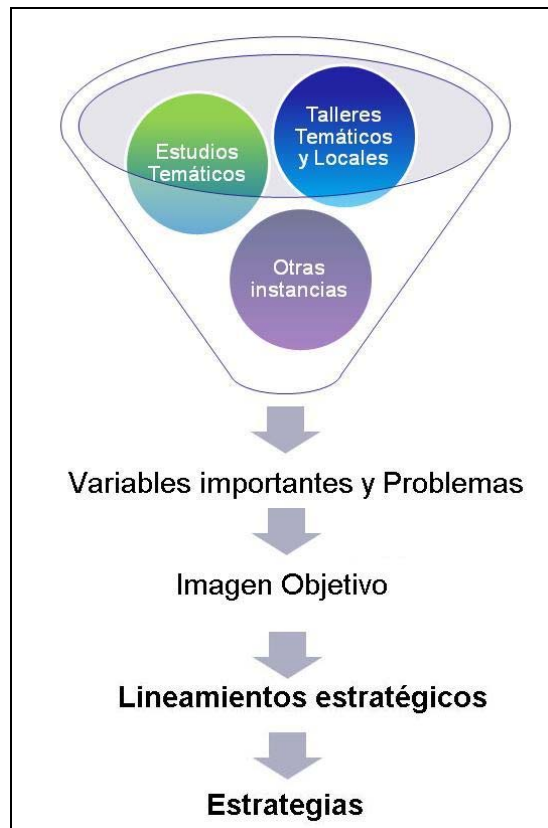 Estudios
Temáticos
Talleres
Temáticos
y Locales
Otras
instancias
Variables importantes y Problemas
Imagen Objetivo
Lineamientos estratégicos
Estrategias